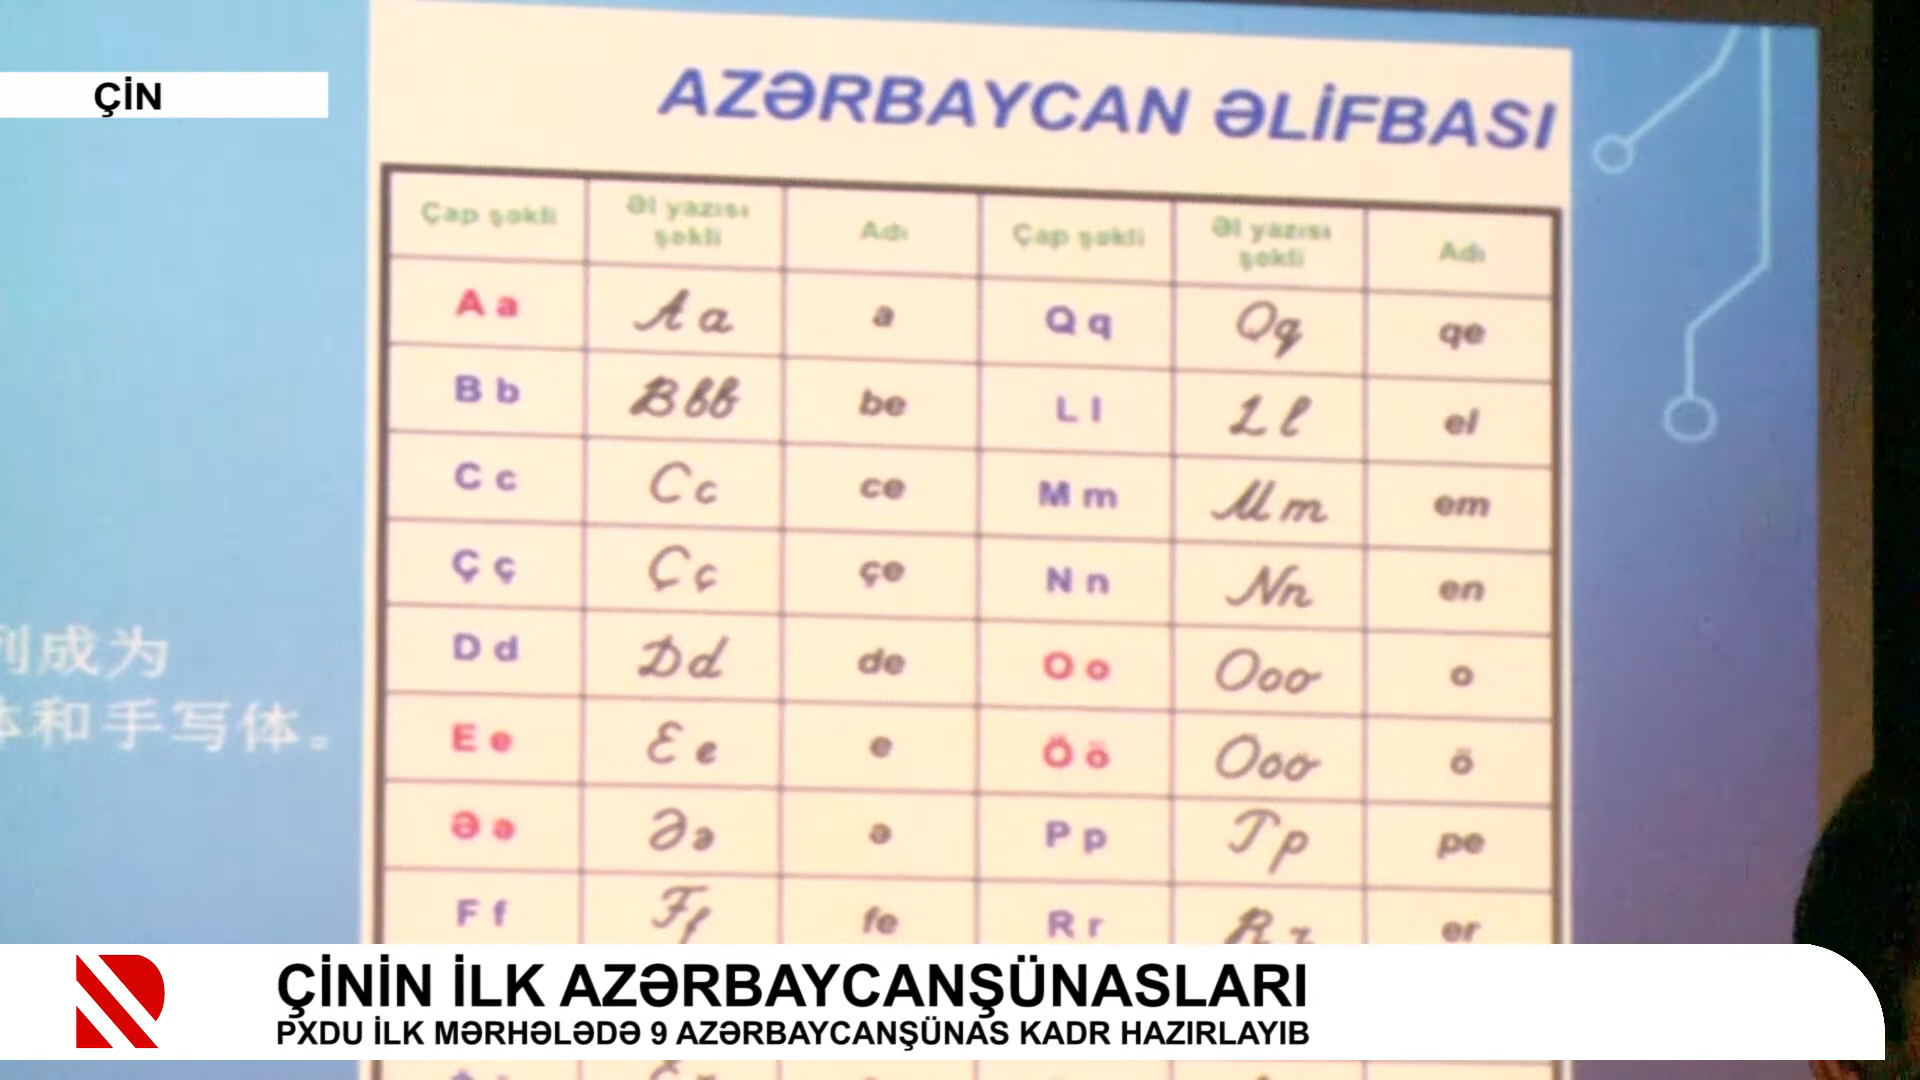 ÇİN
AZƏRBAYCAN ƏLİFBASI
Çap şəkli Əl yazısı şəkli Adı Çap şəkli Əl yazısı şəkli Adı
A a A a a Q q Q q qe
B b B b b be L l L l el
C c C c ce M m M m em
Ç ç Ç ç çe N n N n en
D d D d de O o O o o o
E e E e e Ö ö O o o ö
Ə ə Ə ə ə P p P p pe
F f F f fe R r R r er
列成为
体和手写体。
ÇİNİN İLK AZƏRBAYCANŞÜNASLARI
PXDU İLK MƏRHƏLƏDƏ 9 AZƏRBAYCANŞÜNAS KADR HAZIRLAYIB